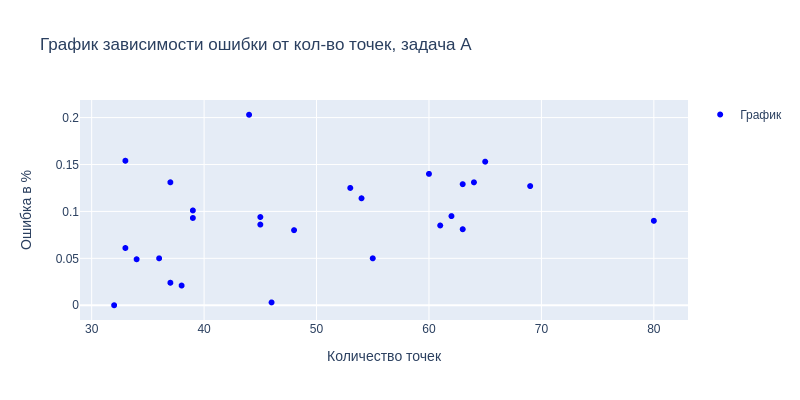 График зависимости ошибки от кол-во точек, задача A
График
0.2
0.15
0.1
0.05
0
Ошибка в %
30 40 50 60 70 80
Количество точек